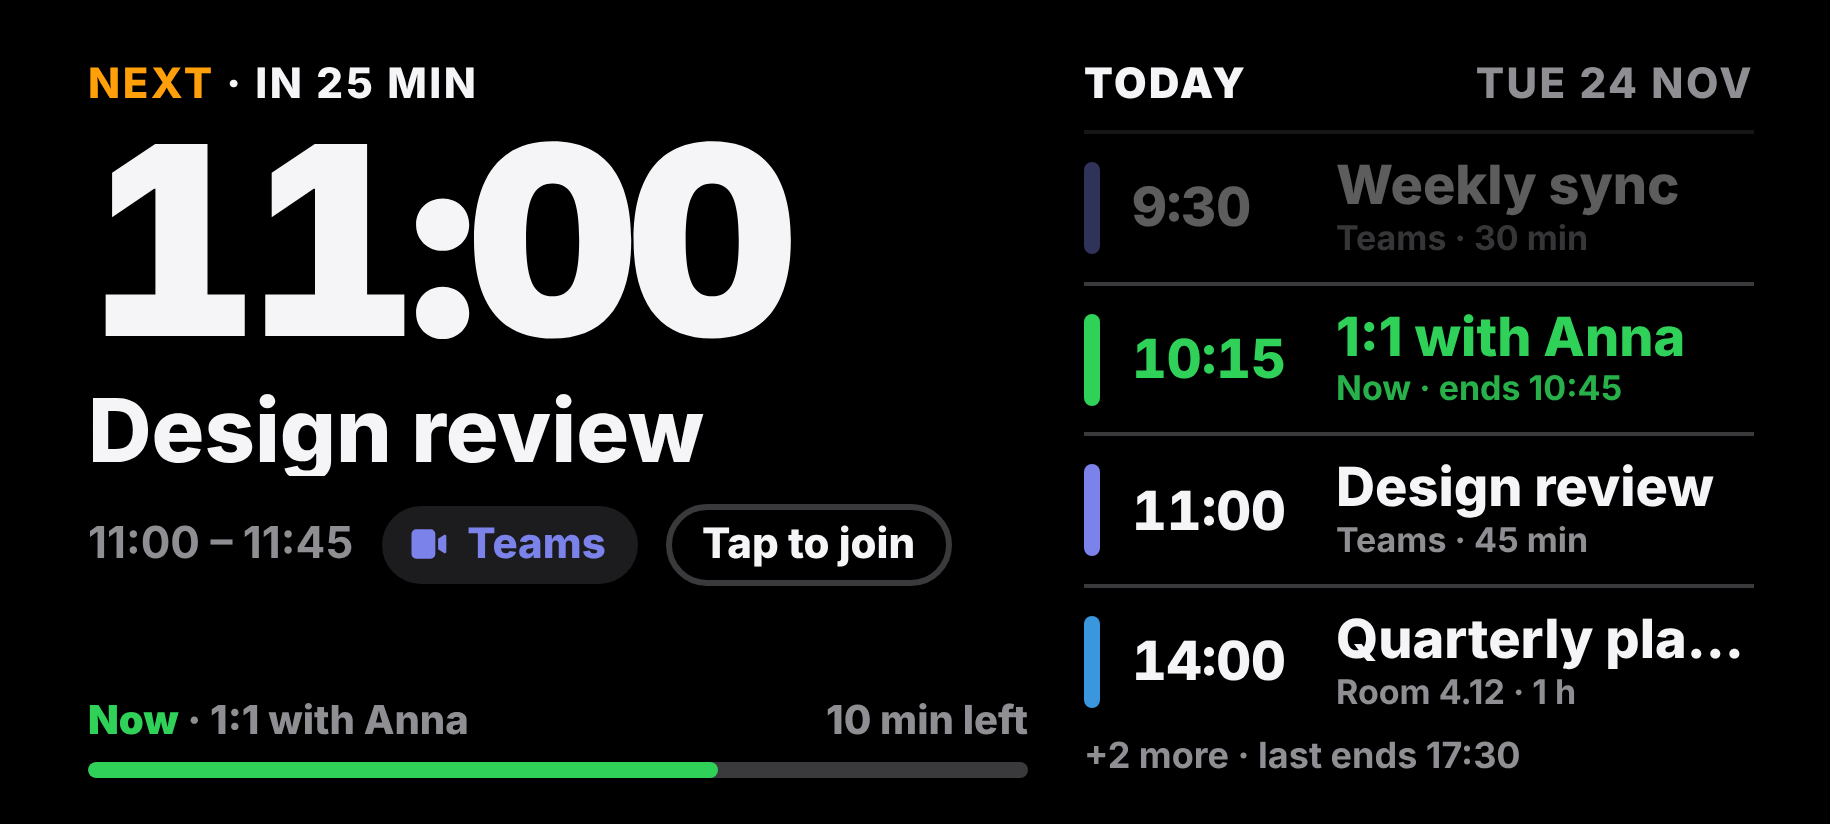 NEXT · IN 25 MIN
11:00
Design review
11:00 – 11:45 Teams Tap to join
Now · 1:1 with Anna 10 min left
TODAY TUE 24 NOV
9:30 Weekly sync
Teams · 30 min
10:15 1:1 with Anna
Now · ends 10:45
11:00 Design review
Teams · 45 min
14:00 Quarterly pla...
Room 4.12 · 1 h
+2 more · last ends 17:30